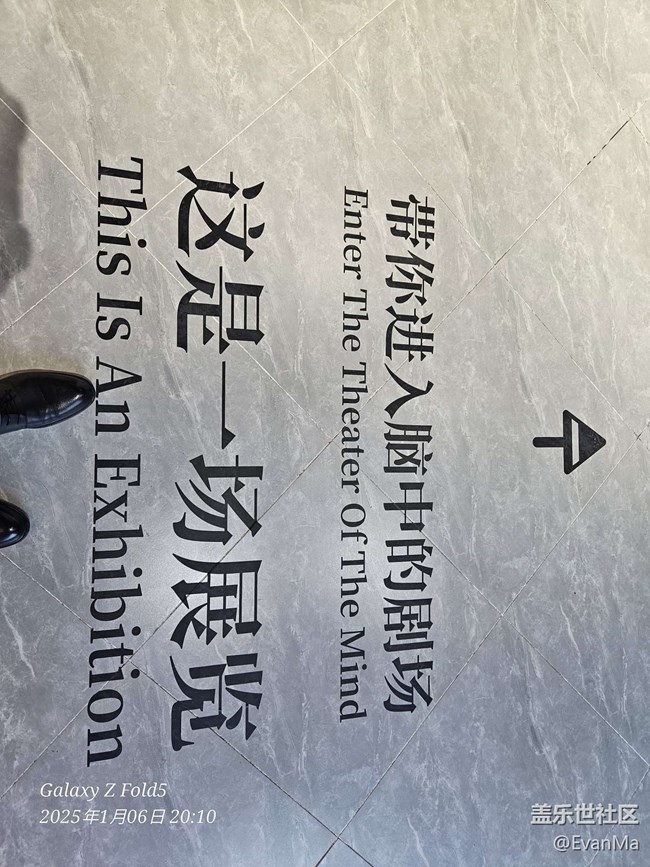 带你进入脑中的剧场
Enter The Theater Of The Mind
这是一场展览
This Is An Exhibition
Galaxy Z Fold5
2025年1月06日 20:10
盖乐世社区
@EvanMa